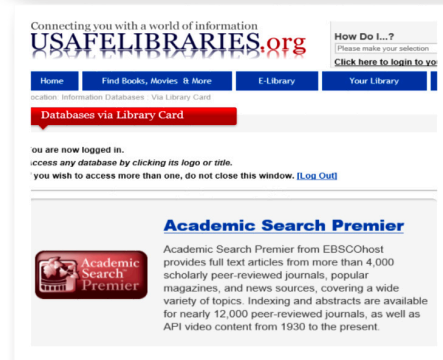 Connecting you with a world of information
USAFELIBRARIES.org
How Do I...?
Please make your selection
Click here to login to yo
Home Find Books, Movies & More E-Library Your Library
ocation Information Databases : Via Library Card
Databases via Library Card
ou are now logged in.
ccess any database by clicking its logo or title.
you wish to access more than one, do not close this window. [Log Out]
Academic Search Premier
Academic
Search™
Premier
Academic Search Premier from EBSCOhost
provides full text articles from more than 4,000
scholarly peer-reviewed journals, popular
magazines, and news sources, covering a wide
variety of topics. Indexing and abstracts are available
for nearly 12,000 peer-reviewed journals, as well as
API video content from 1930 to the present.